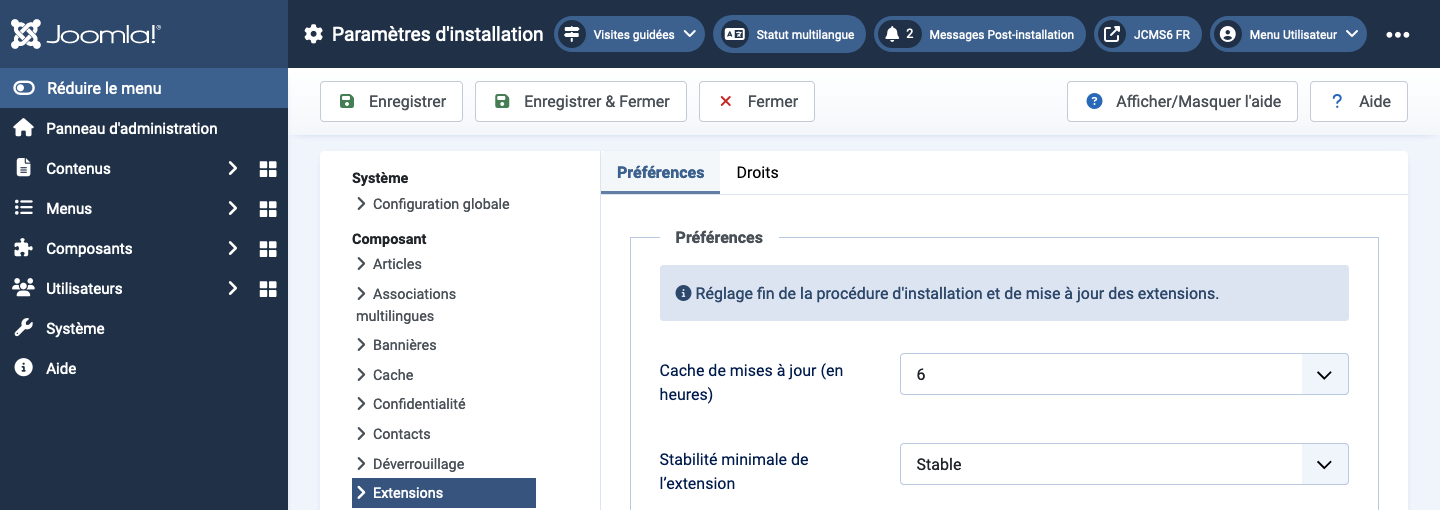 Joomla!®
Paramètres d'installation
Visites guidées
Statut multilangue
2
Messages Post-installation
JCMS6 FR
Menu Utilisateur
Réduire le menu
Panneau d'administration
Contenus
Menus
Composants
Utilisateurs
Système
Aide
Enregistrer
Enregistrer & Fermer
Fermer
Afficher/Masquer l'aide
Aide
Système
Configuration globale
Composant
Articles
Associations
multilingues
Bannières
Cache
Confidentialité
Contacts
Déverrouillage
Extensions
Préférences
Droits
Préférences
Réglage fin de la procédure d'installation et de mise à jour des extensions.
Cache de mises à jour (en
heures)
6
Stabilité minimale de
l’extension
Stable